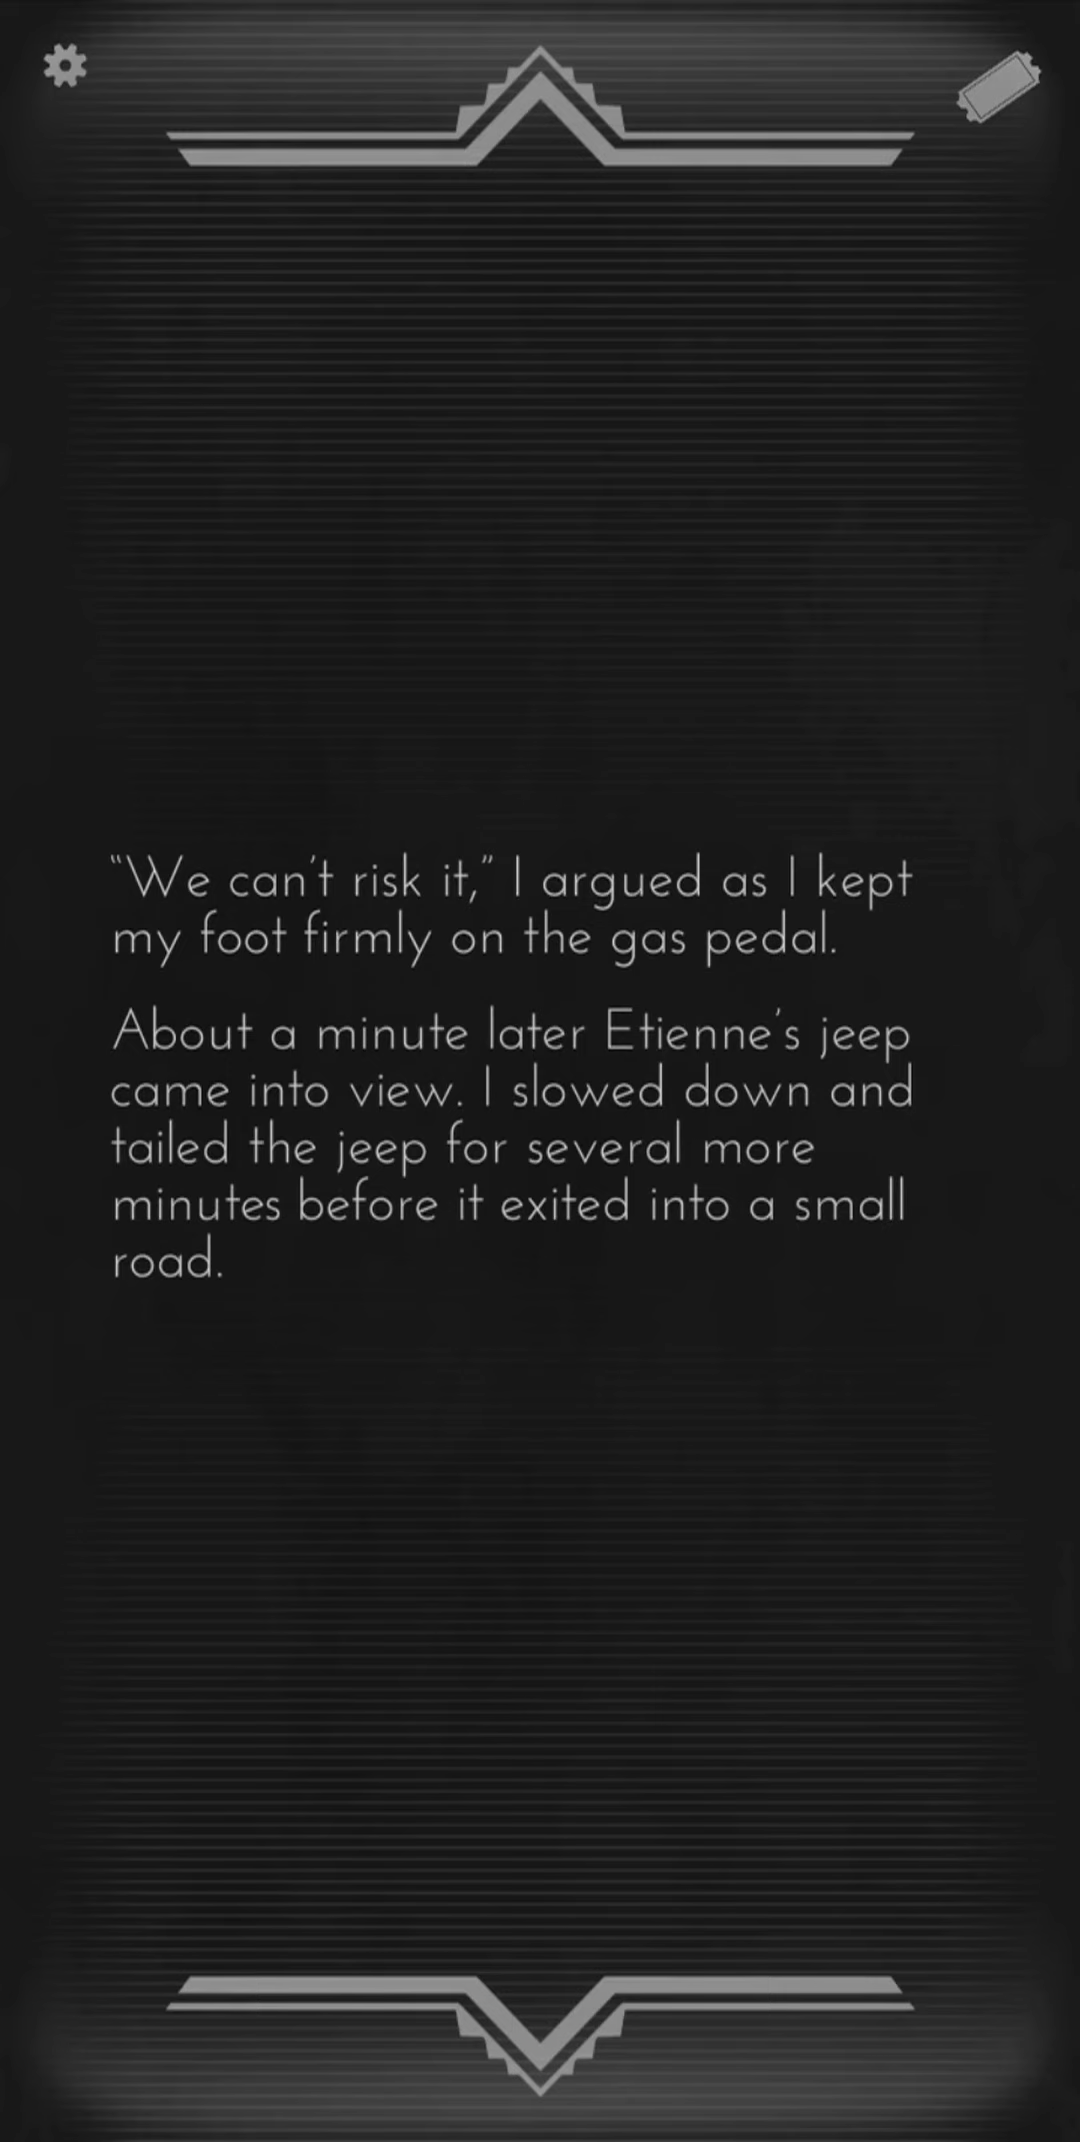 “We can’t risk it,” I argued as I kept
my foot firmly on the gas pedal.
About a minute later Etienne’s jeep
came into view. I slowed down and
tailed the jeep for several more
minutes before it exited into a small
road.